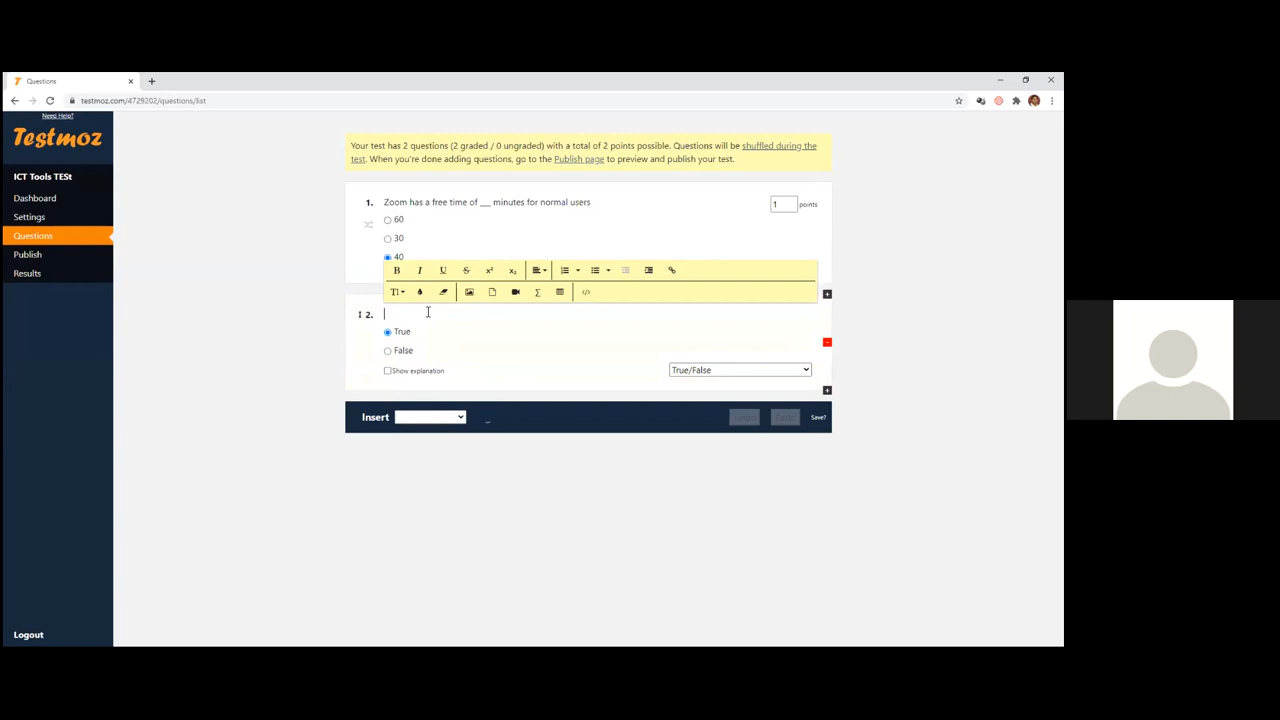 Questions
testmoz.com/4729202/questions/list
Need Help?
Testmoz
ICT Tools TESt
Dashboard
Settings
Questions
Publish
Results
Logout
Your test has 2 questions (2 graded / 0 ungraded) with a total of 2 points possible. Questions will be shuffled during the
test. When you're done adding questions, go to the Publish page to preview and publish your test.
1. Zoom has a free time of ___ minutes for normal users
1 points
60
30
40
B I U S x² x₂
T
Σ </>
2.
True
False
Show explanation
True/False
Insert
Undo
Save?